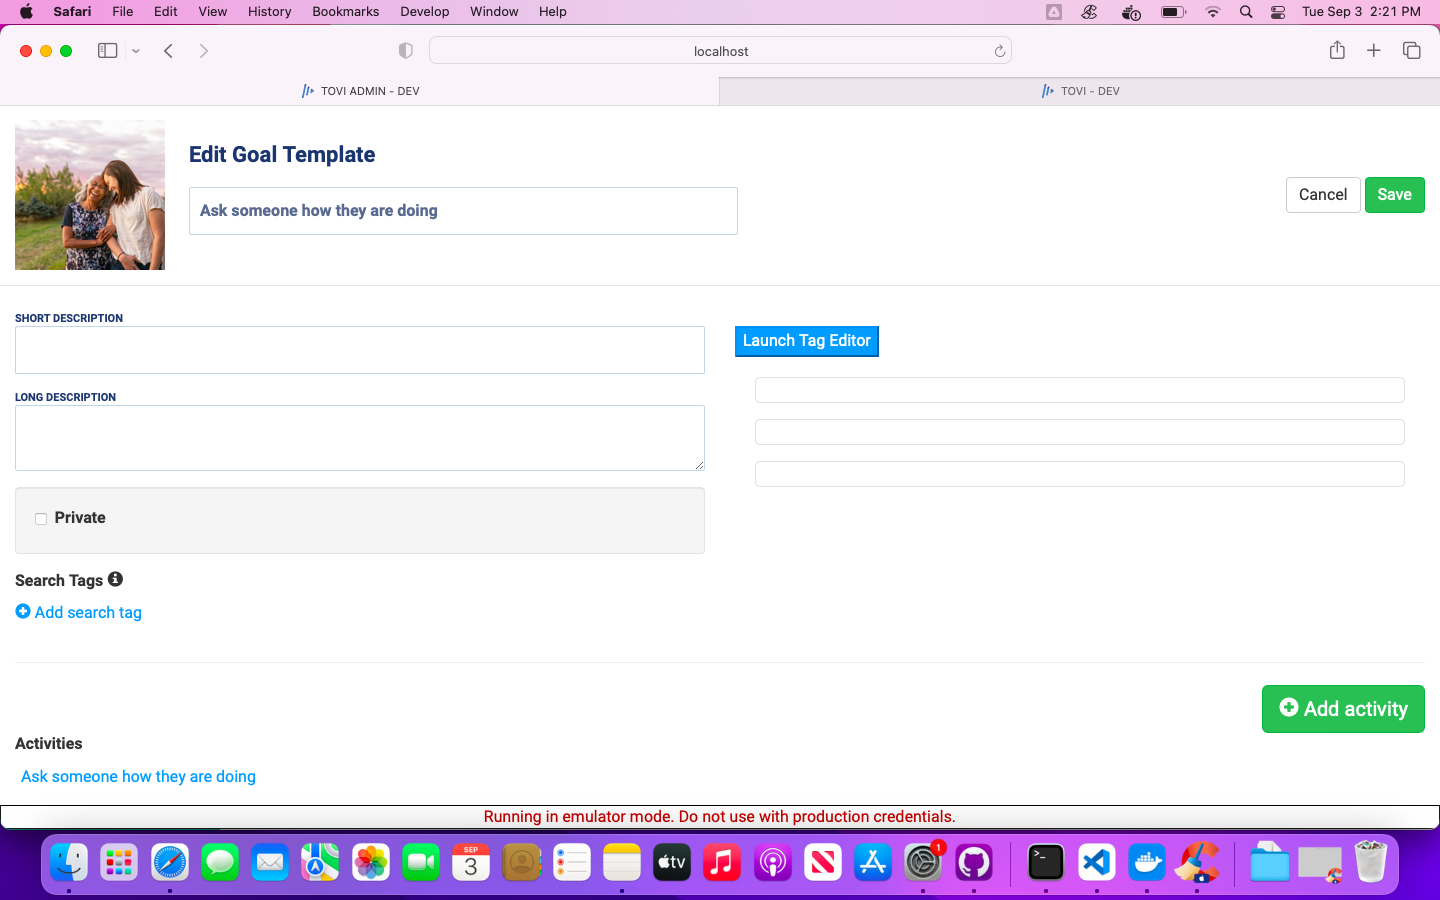 Safari File Edit View History Bookmarks Develop Window Help Tue Sep 3 2:21 PM
localhost
TOVI ADMIN - DEV TOVI - DEV
Edit Goal Template
Ask someone how they are doing
Cancel Save
SHORT DESCRIPTION
Launch Tag Editor
LONG DESCRIPTION
Private
Search Tags
Add search tag
Add activity
Activities
Ask someone how they are doing
Running in emulator mode. Do not use with production credentials.
SEP
3
tv
1
>_